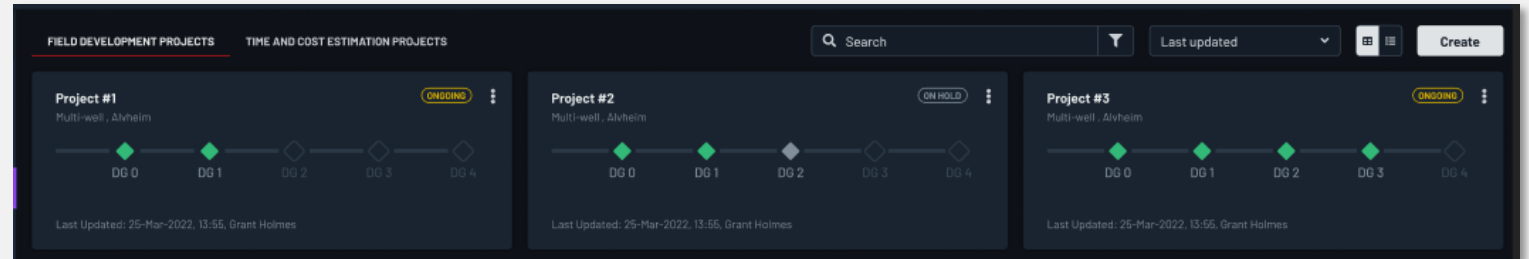 FIELD DEVELOPMENT PROJECTS TIME AND COST ESTIMATION PROJECTS Search Last updated Create
Project #1 ONGOING
Multi-well , Alvheim
DG 0 DG 1 DG 2 DG 3 DG 4
Last Updated: 25-Mar-2022, 13:55, Grant Holmes
Project #2 ON HOLD
Multi-well , Alvheim
DG 0 DG 1 DG 2 DG 3 DG 4
Last Updated: 25-Mar-2022, 13:55, Grant Holmes
Project #3 ONGOING
Multi-well , Alvheim
DG 0 DG 1 DG 2 DG 3 DG 4
Last Updated: 25-Mar-2022, 13:55, Grant Holmes